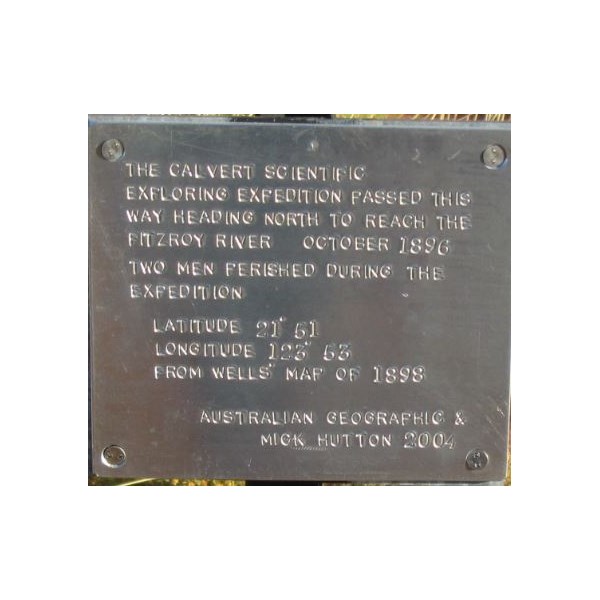 THE CALVERT SCIENTIFIC
EXPLORING EXPEDITION PASSED THIS
WAY HEADING NORTH TO REACH THE
FITZROY RIVER OCTOBER 1896
TWO MEN PERISHED DURING THE
EXPEDITION
LATITUDE 21° 51
LONGITUDE 123° 53
FROM WELLS' MAP OF 1898
AUSTRALIAN GEOGRAPHIC &
MICK HUTTON 2004